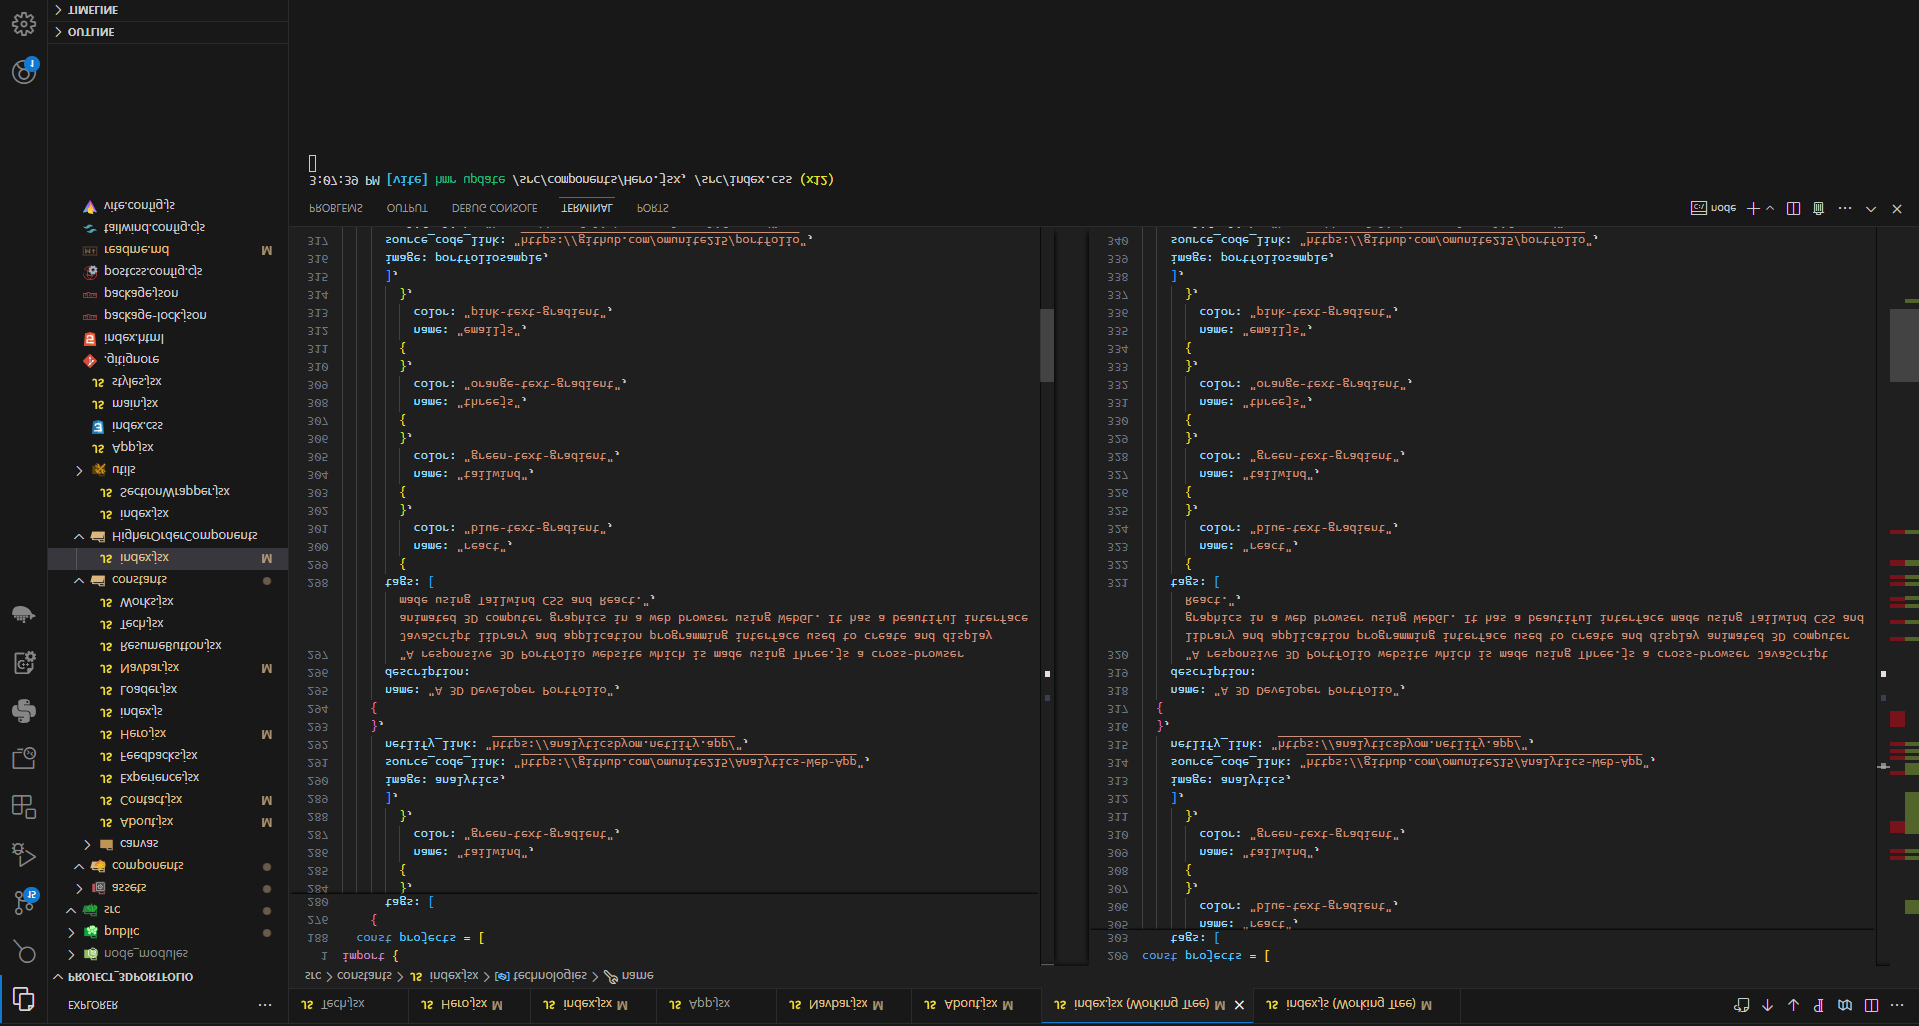 EXPLORER
PROJECT_3DPORTFOLIO
node_modules
public
src
assets
components
canvas
About.jsx M
Contact.jsx M
Experience.jsx
Feedbacks.jsx
Hero.jsx M
index.js
Loader.jsx
Navbar.jsx M
ResumeButton.jsx
Tech.jsx
Works.jsx
constants
index.jsx M
HigherOrderComponents
index.jsx
SectionWrapper.jsx
utils
App.jsx
index.css
main.jsx
styles.jsx
.gitignore
index.html
package-lock.json
package.json
postcss.config.cjs
readme.md M
tailwind.config.cjs
vite.config.js
OUTLINE
TIMELINE
15
1
JS Tech.jsx JS Hero.jsx M JS index.jsx M JS App.jsx JS Navbar.jsx M JS About.jsx M JS index.jsx (Working Tree) M JS index.js (Working Tree) M
src > constants > JS index.jsx > technologies > name
1 import {
188 const projects = [
276 {
280 tags: [
284 },
285 {
286 name: "tailwind",
287 color: "green-text-gradient",
288 },
289 ],
290 image: analytics,
291 source_code_link: "https://github.com/omunite215/Analytics-Web-App",
292 netlify_link: "https://analyticsbyom.netlify.app/",
293 },
294 {
295 name: "A 3D Developer Portfolio",
296 description:
297 "A responsive 3D Portfolio website which is made using Three.js a cross-browser
JavaScript library and application programming interface used to create and display
animated 3D computer graphics in a web browser using WebGL. It has a beautiful interface
made using Tailwind CSS and React.",
298 tags: [
299 {
300 name: "react",
301 color: "blue-text-gradient",
302 },
303 {
304 name: "tailwind",
305 color: "green-text-gradient",
306 },
307 {
308 name: "threejs",
309 color: "orange-text-gradient",
310 },
311 {
312 name: "emailjs",
313 color: "pink-text-gradient",
314 },
315 ],
316 image: portfoliosample,
317 source_code_link: "https://github.com/omunite215/portfolio",
209 const projects = [
303 tags: [
305 name: "react",
306 color: "blue-text-gradient",
307 },
308 {
309 name: "tailwind",
310 color: "green-text-gradient",
311 },
312 ],
313 image: analytics,
314 source_code_link: "https://github.com/omunite215/Analytics-Web-App",
315 netlify_link: "https://analyticsbyom.netlify.app/",
316 },
317 {
318 name: "A 3D Developer Portfolio",
319 description:
320 "A responsive 3D Portfolio website which is made using Three.js a cross-browser JavaScript
library and application programming interface used to create and display animated 3D computer
graphics in a web browser using WebGL. It has a beautiful interface made using Tailwind CSS and
React.",
321 tags: [
322 {
323 name: "react",
324 color: "blue-text-gradient",
325 },
326 {
327 name: "tailwind",
328 color: "green-text-gradient",
329 },
330 {
331 name: "threejs",
332 color: "orange-text-gradient",
333 },
334 {
335 name: "emailjs",
336 color: "pink-text-gradient",
337 },
338 ],
339 image: portfoliosample,
340 source_code_link: "https://github.com/omunite215/portfolio",
PROBLEMS OUTPUT DEBUG CONSOLE TERMINAL PORTS
node
3:07:39 PM [vite] hmr update /src/components/Hero.jsx, /src/index.css (x12)